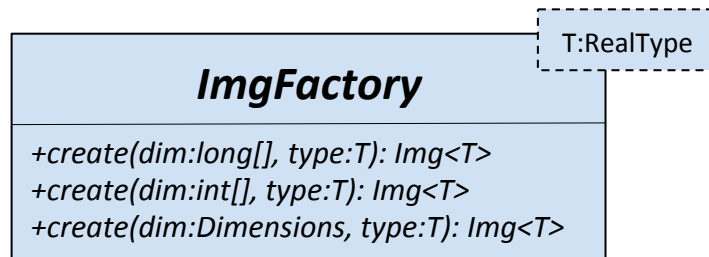 T:RealType
ImgFactory
+create(dim:long[], type:T): Img<T>
+create(dim:int[], type:T): Img<T>
+create(dim:Dimensions, type:T): Img<T>